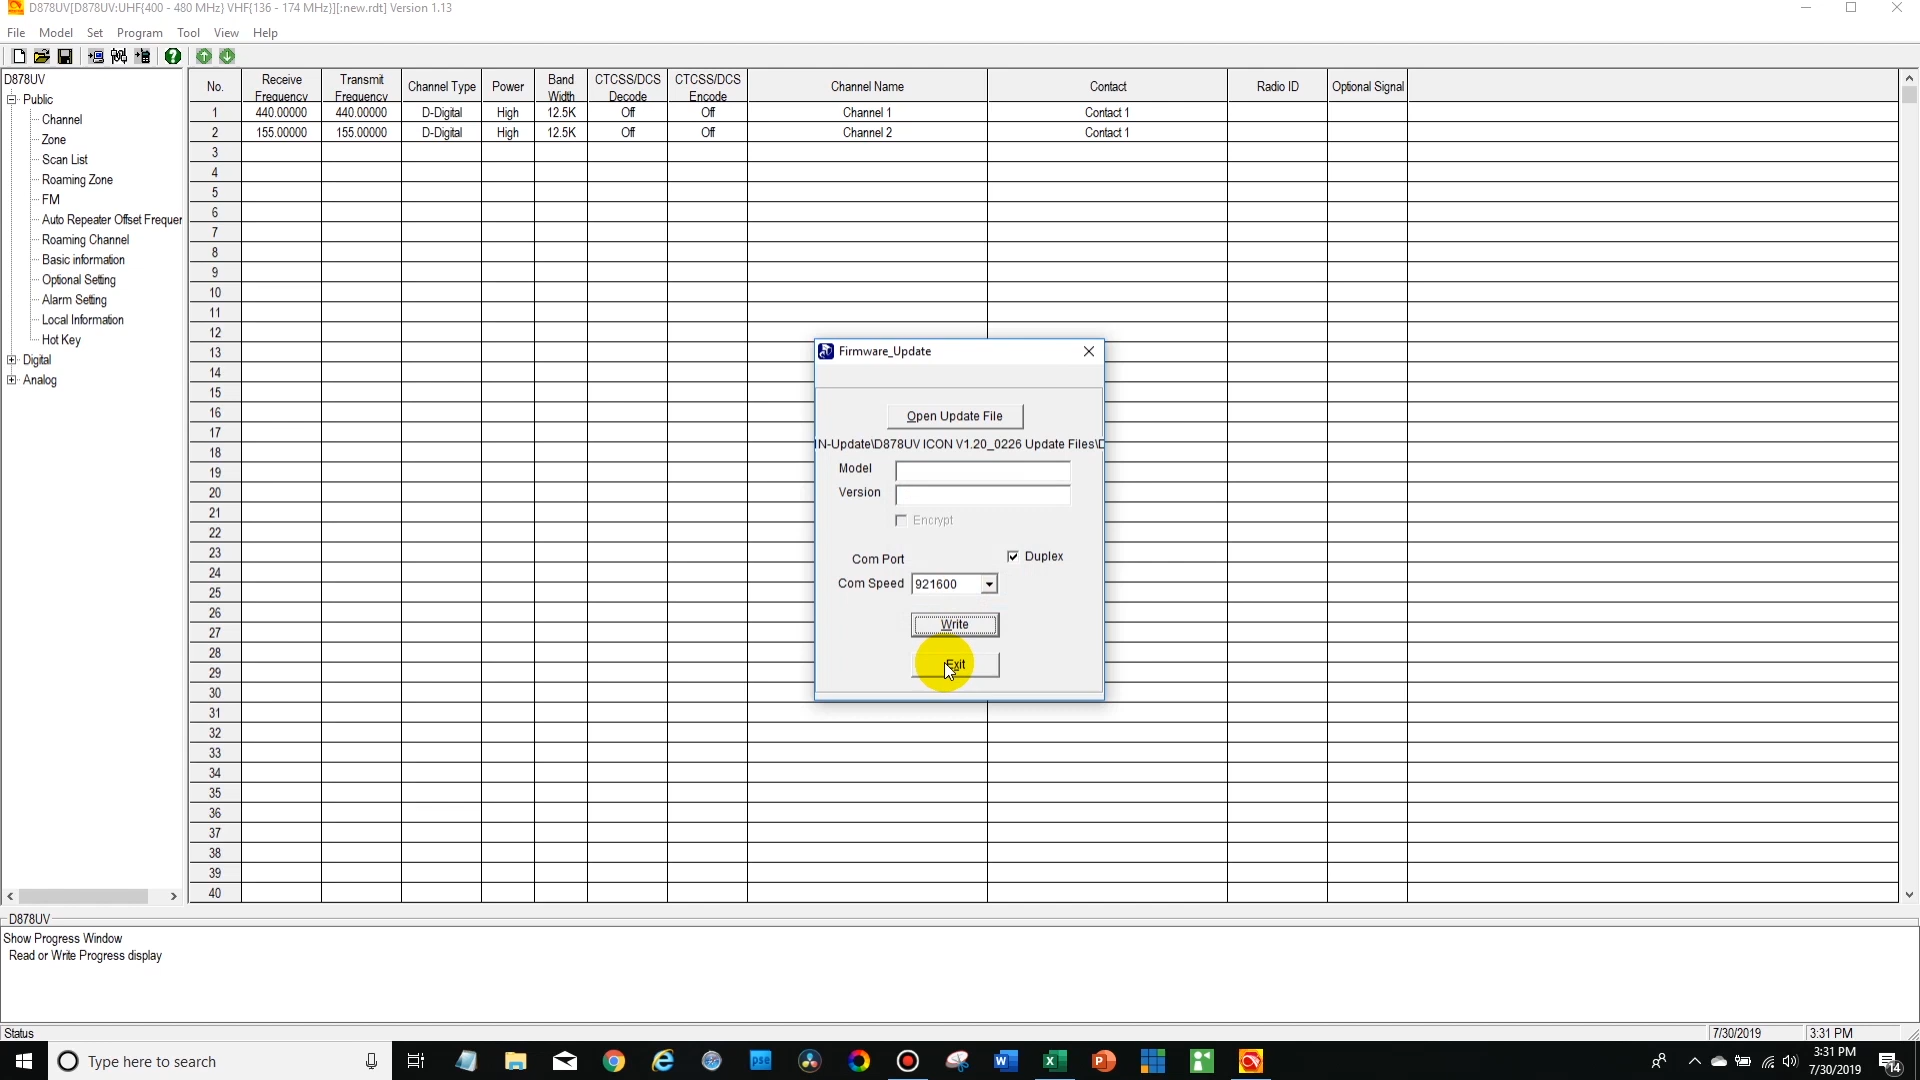 D878UV[D878UV:UHF{400 - 480 MHz} VHF{136 - 174 MHz}][:new.rdt] Version 1.13
File Model Set Program Tool View Help
D878UV
Public
Channel
Zone
Scan List
Roaming Zone
FM
Auto Repeater Offset Frequer
Roaming Channel
Basic information
Optional Setting
Alarm Setting
Local Information
Hot Key
Digital
Analog
No. Receive Frequency Transmit Frequency Channel Type Power Band Width CTCSS/DCS Decode CTCSS/DCS Encode Channel Name Contact Radio ID Optional Signal
1 440.00000 440.00000 D-Digital High 12.5K Off Off Channel 1 Contact 1
2 155.00000 155.00000 D-Digital High 12.5K Off Off Channel 2 Contact 1
3
4
5
6
7
8
9
10
11
12
13
14
15
16
17
18
19
20
21
22
23
24
25
26
27
28
29
30
31
32
33
34
35
36
37
38
39
40
Firmware_Update
Open Update File
IN-Update\D878UV ICON V1.20_0226 Update Files\D
Model
Version
Encrypt
Com Port Duplex
Com Speed 921600
Write
Exit
D878UV
Show Progress Window
Read or Write Progress display
Status 7/30/2019 3:31 PM
Type here to search
pse
3:31 PM
7/30/2019
14